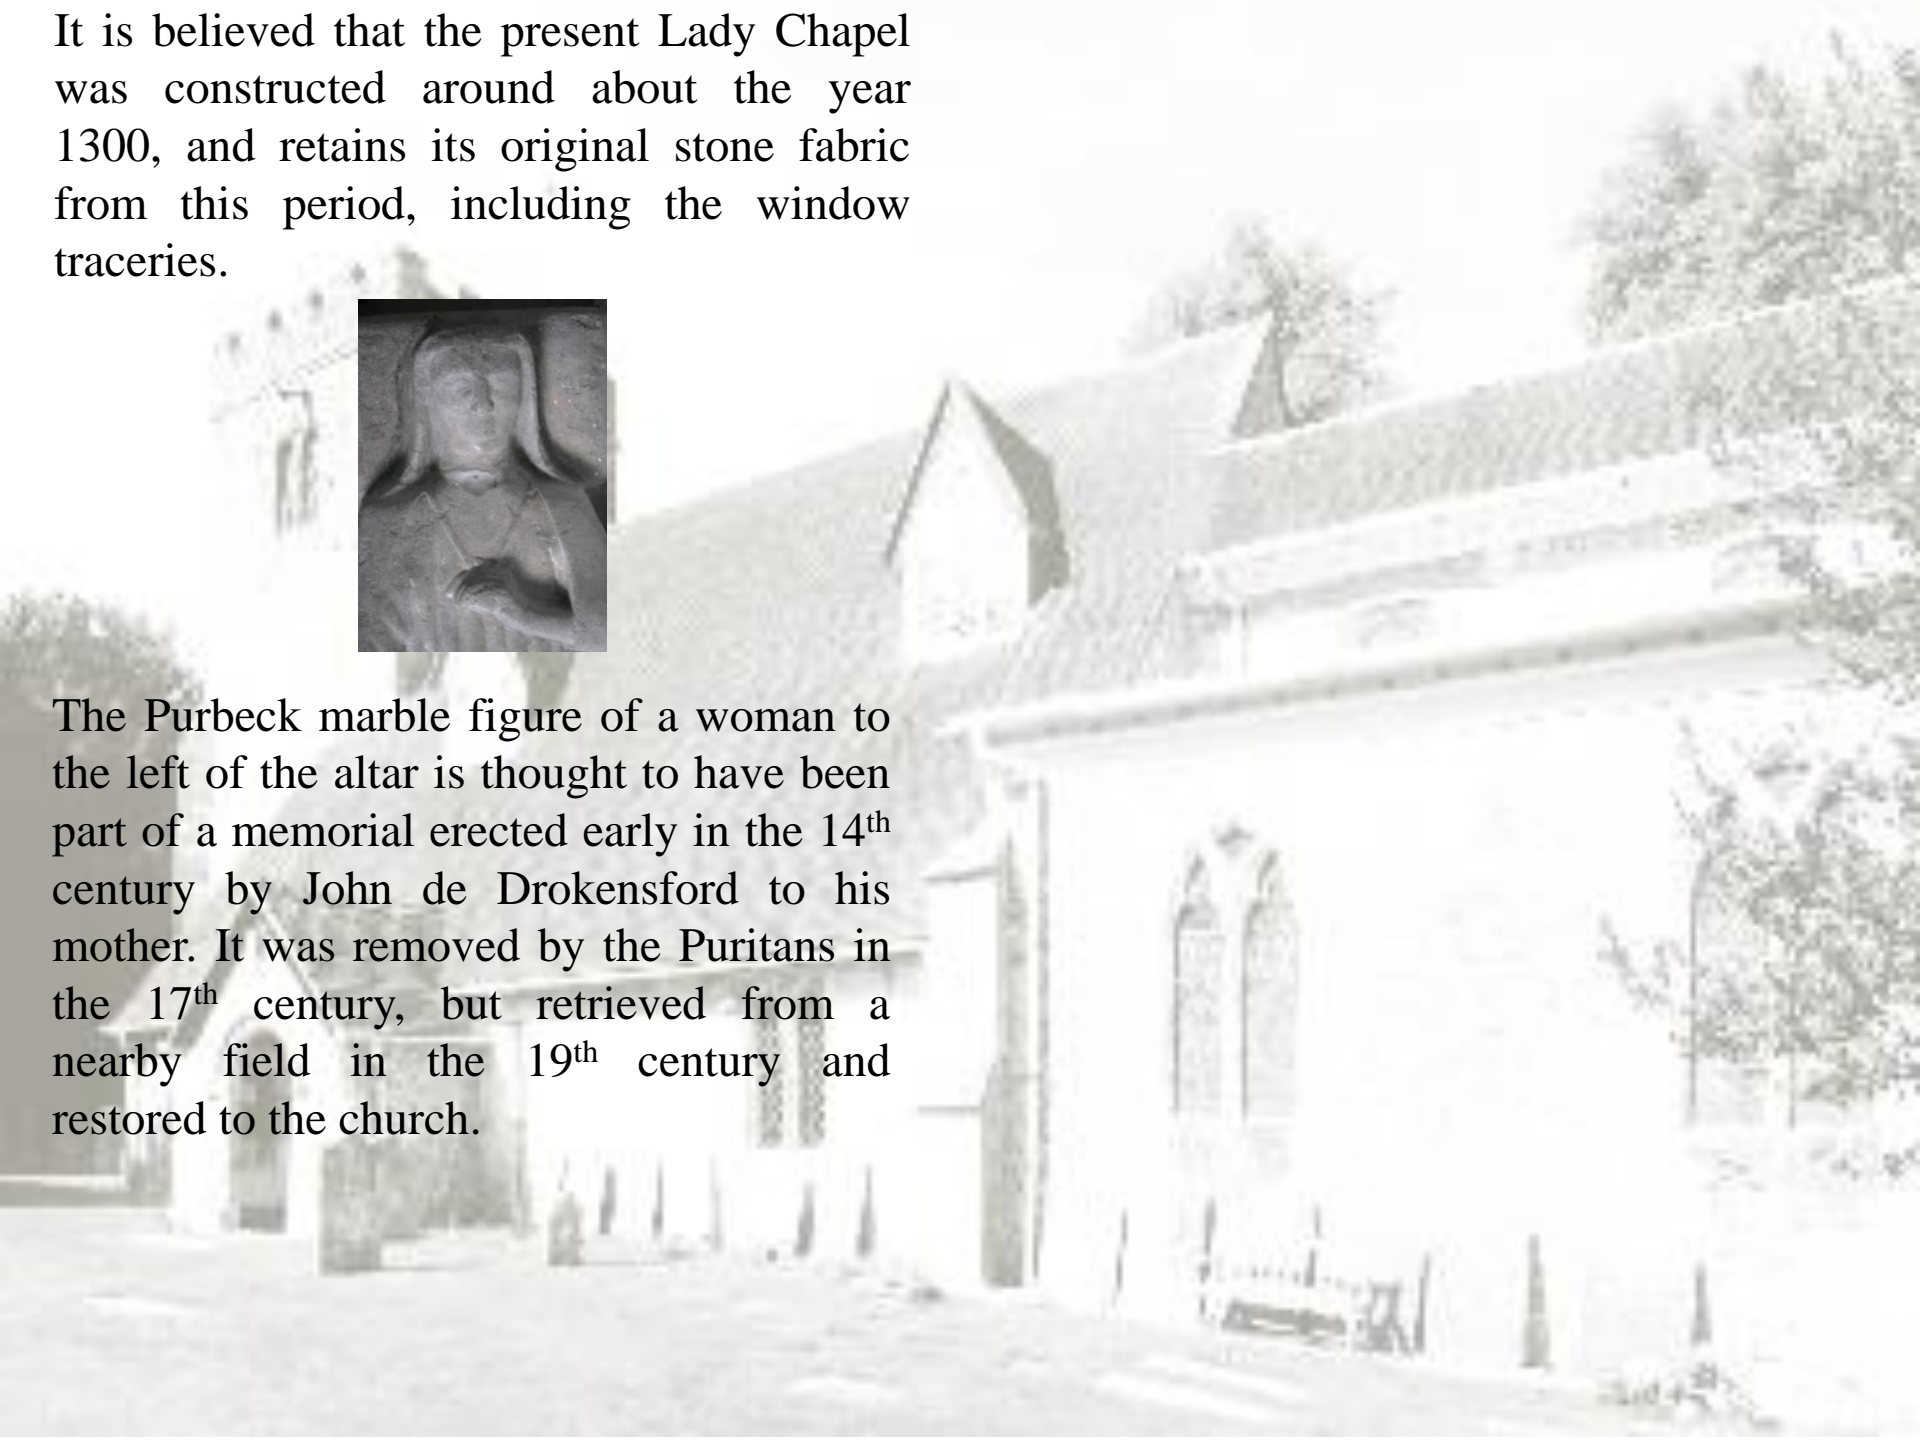 It is believed that the present Lady Chapel
was constructed around about the year
1300, and retains its original stone fabric
from this period, including the window
traceries.
The Purbeck marble figure of a woman to
the left of the altar is thought to have been
part of a memorial erected early in the 14th
century by John de Drokensford to his
mother. It was removed by the Puritans in
the 17th century, but retrieved from a
nearby field in the 19th century and
restored to the church.